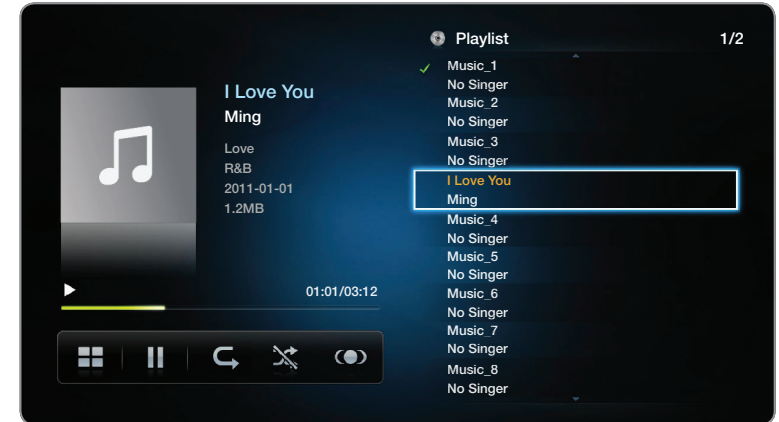 I Love You
Ming
Love
R&B
2011-01-01
1.2MB
01:01/03:12
Playlist 1/2
Music_1
No Singer
Music_2
No Singer
Music_3
No Singer
I Love You
Ming
Music_4
No Singer
Music_5
No Singer
Music_6
No Singer
Music_7
No Singer
Music_8
No Singer